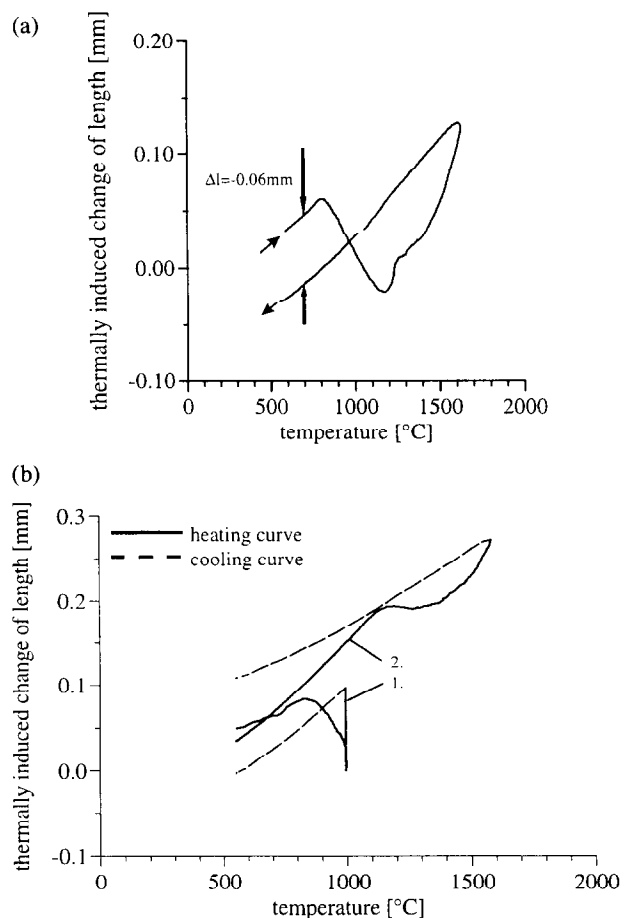 (a)
thermally induced change of length [mm]
0.20
0.10
0.00
-0.10
Δl=-0.06mm
0
500
1000
1500
2000
temperature [°C]
(b)
thermally induced change of length [mm]
0.3
0.2
0.1
0.0
-0.1
heating curve
cooling curve
2.
1.
0
500
1000
1500
2000
temperature [°C]